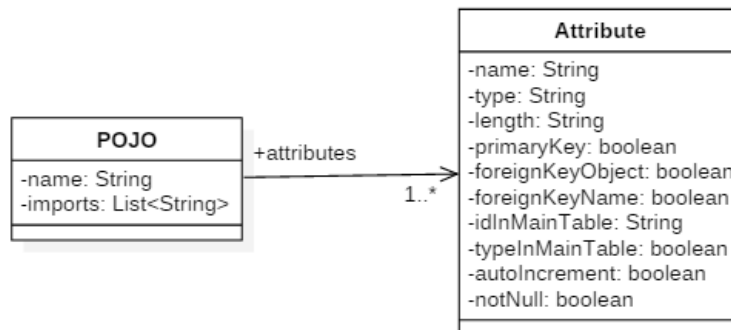 POJO
-name: String
-imports: List<String>
+attributes
1..*
Attribute
-name: String
-type: String
-length: String
-primaryKey: boolean
-foreignKeyObject: boolean
-foreignKeyName: boolean
-idInMainTable: String
-typeInMainTable: boolean
-autoIncrement: boolean
-notNull: boolean